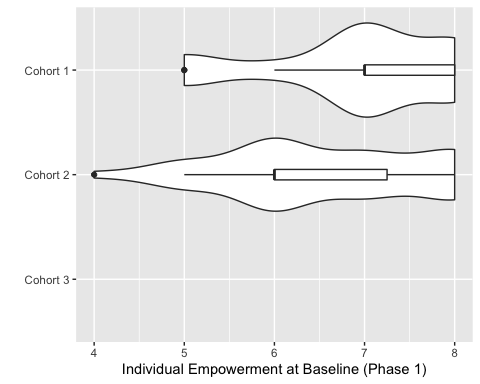 Cohort 1
Cohort 2
Cohort 3
4 5 6 7 8
Individual Empowerment at Baseline (Phase 1)